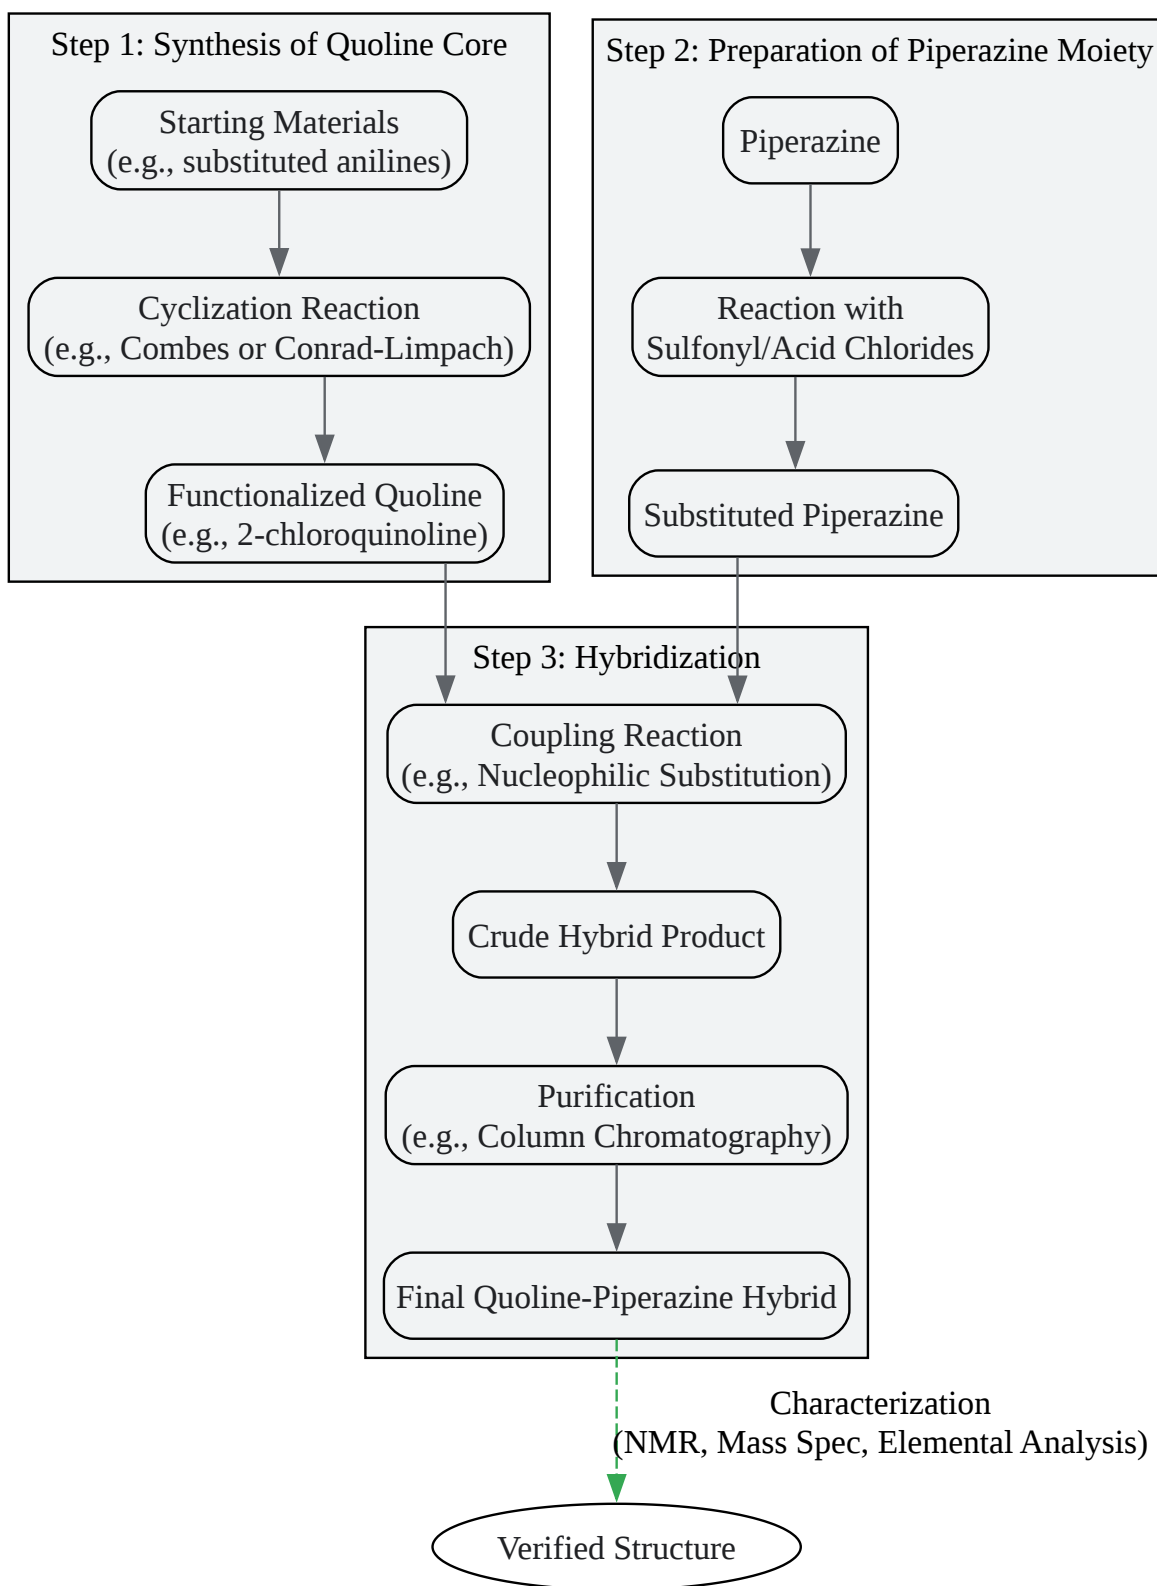 Step 1: Synthesis of Quoline Core
Starting Materials
(e.g., substituted anilines)
Cyclization Reaction
(e.g., Combes or Conrad-Limpach)
Functionalized Quoline
(e.g., 2-chloroquinoline)
Step 2: Preparation of Piperazine Moiety
Piperazine
Reaction with
Sulfonyl/Acid Chlorides
Substituted Piperazine
Step 3: Hybridization
Coupling Reaction
(e.g., Nucleophilic Substitution)
Crude Hybrid Product
Purification
(e.g., Column Chromatography)
Final Quoline-Piperazine Hybrid
Characterization
(NMR, Mass Spec, Elemental Analysis)
Verified Structure